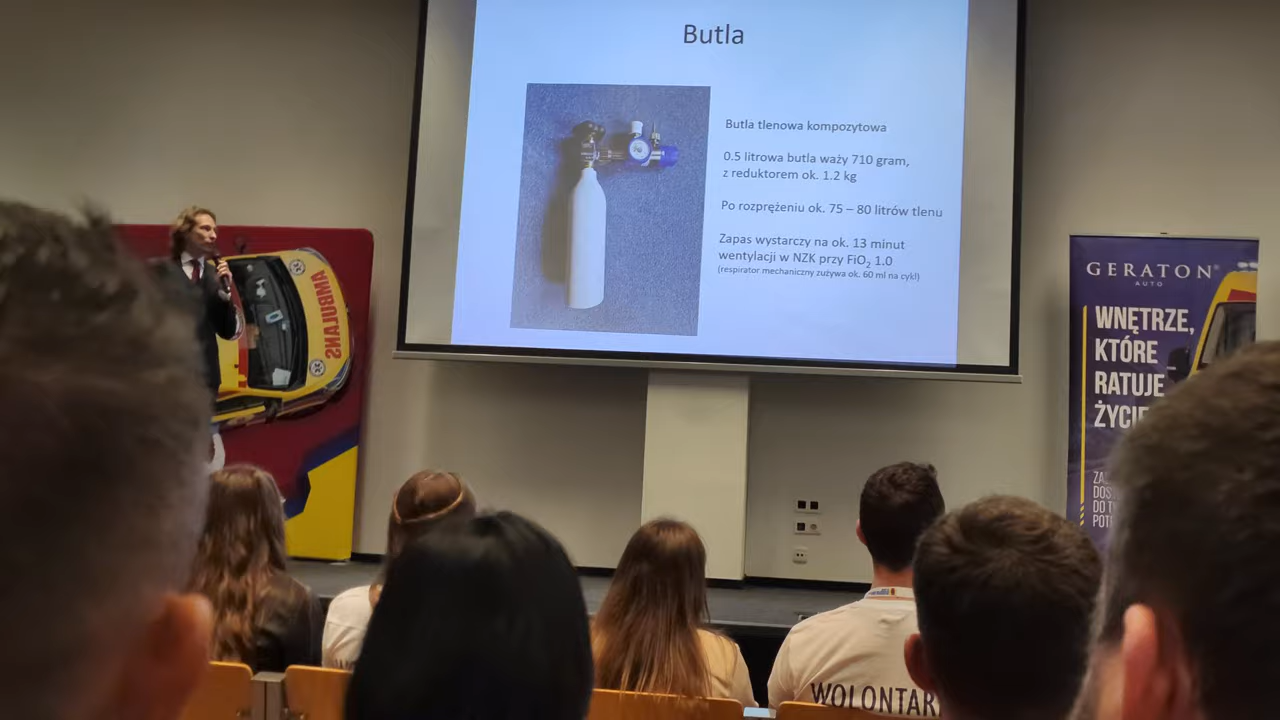 Butla
Butla tlenowa kompozytowa
0.5 litrowa butla waży 710 gram,
z reduktorem ok. 1.2 kg
Po rozprężeniu ok. 75 – 80 litrów tlenu
Zapas wystarczy na ok. 13 minut
wentylacji w NZK przy FiO₂ 1.0
(respirator mechaniczny zużywa ok. 60 ml na cykl)
AMBULANS
GERATON®
AUTO
WNĘTRZE,
KTÓRE
RATUJE
ŻYCIE
DO
WOLONTAR